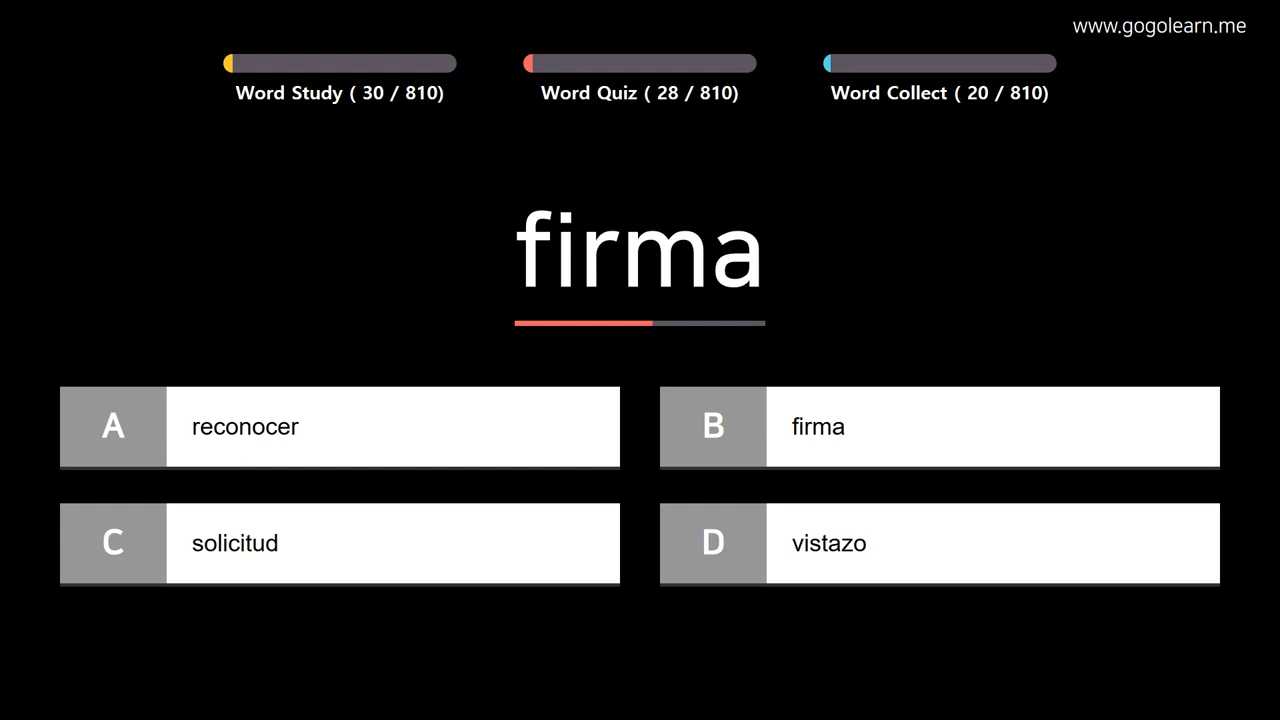 www.gogolearn.me
Word Study ( 30 / 810)
Word Quiz ( 28 / 810)
Word Collect ( 20 / 810)
firma
A reconocer
B firma
C solicitud
D vistazo